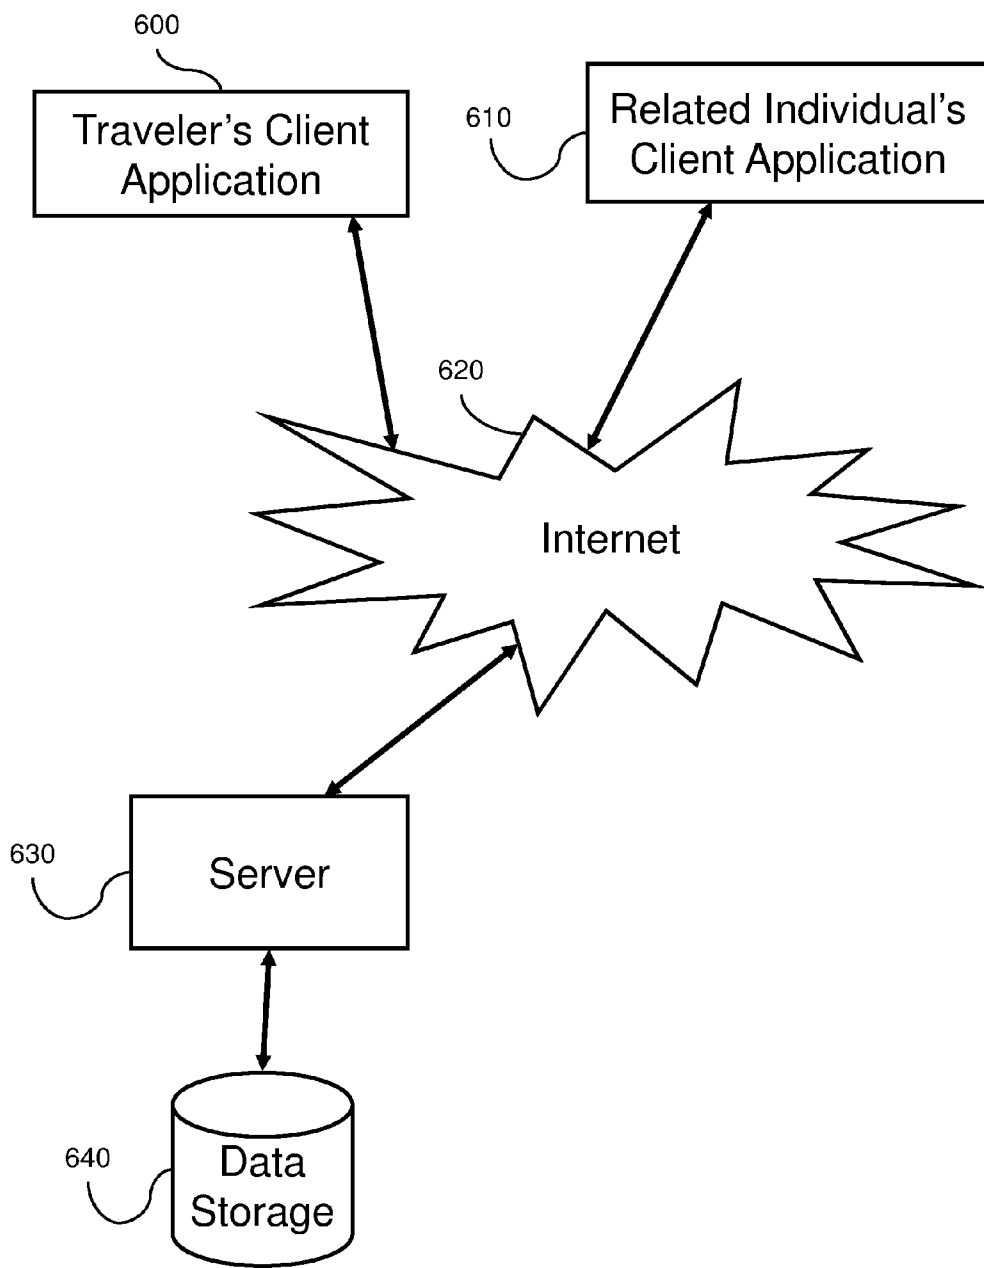 600
Traveler's Client
Application
610
Related Individual's
Client Application
620
Internet
630
Server
640
Data
Storage